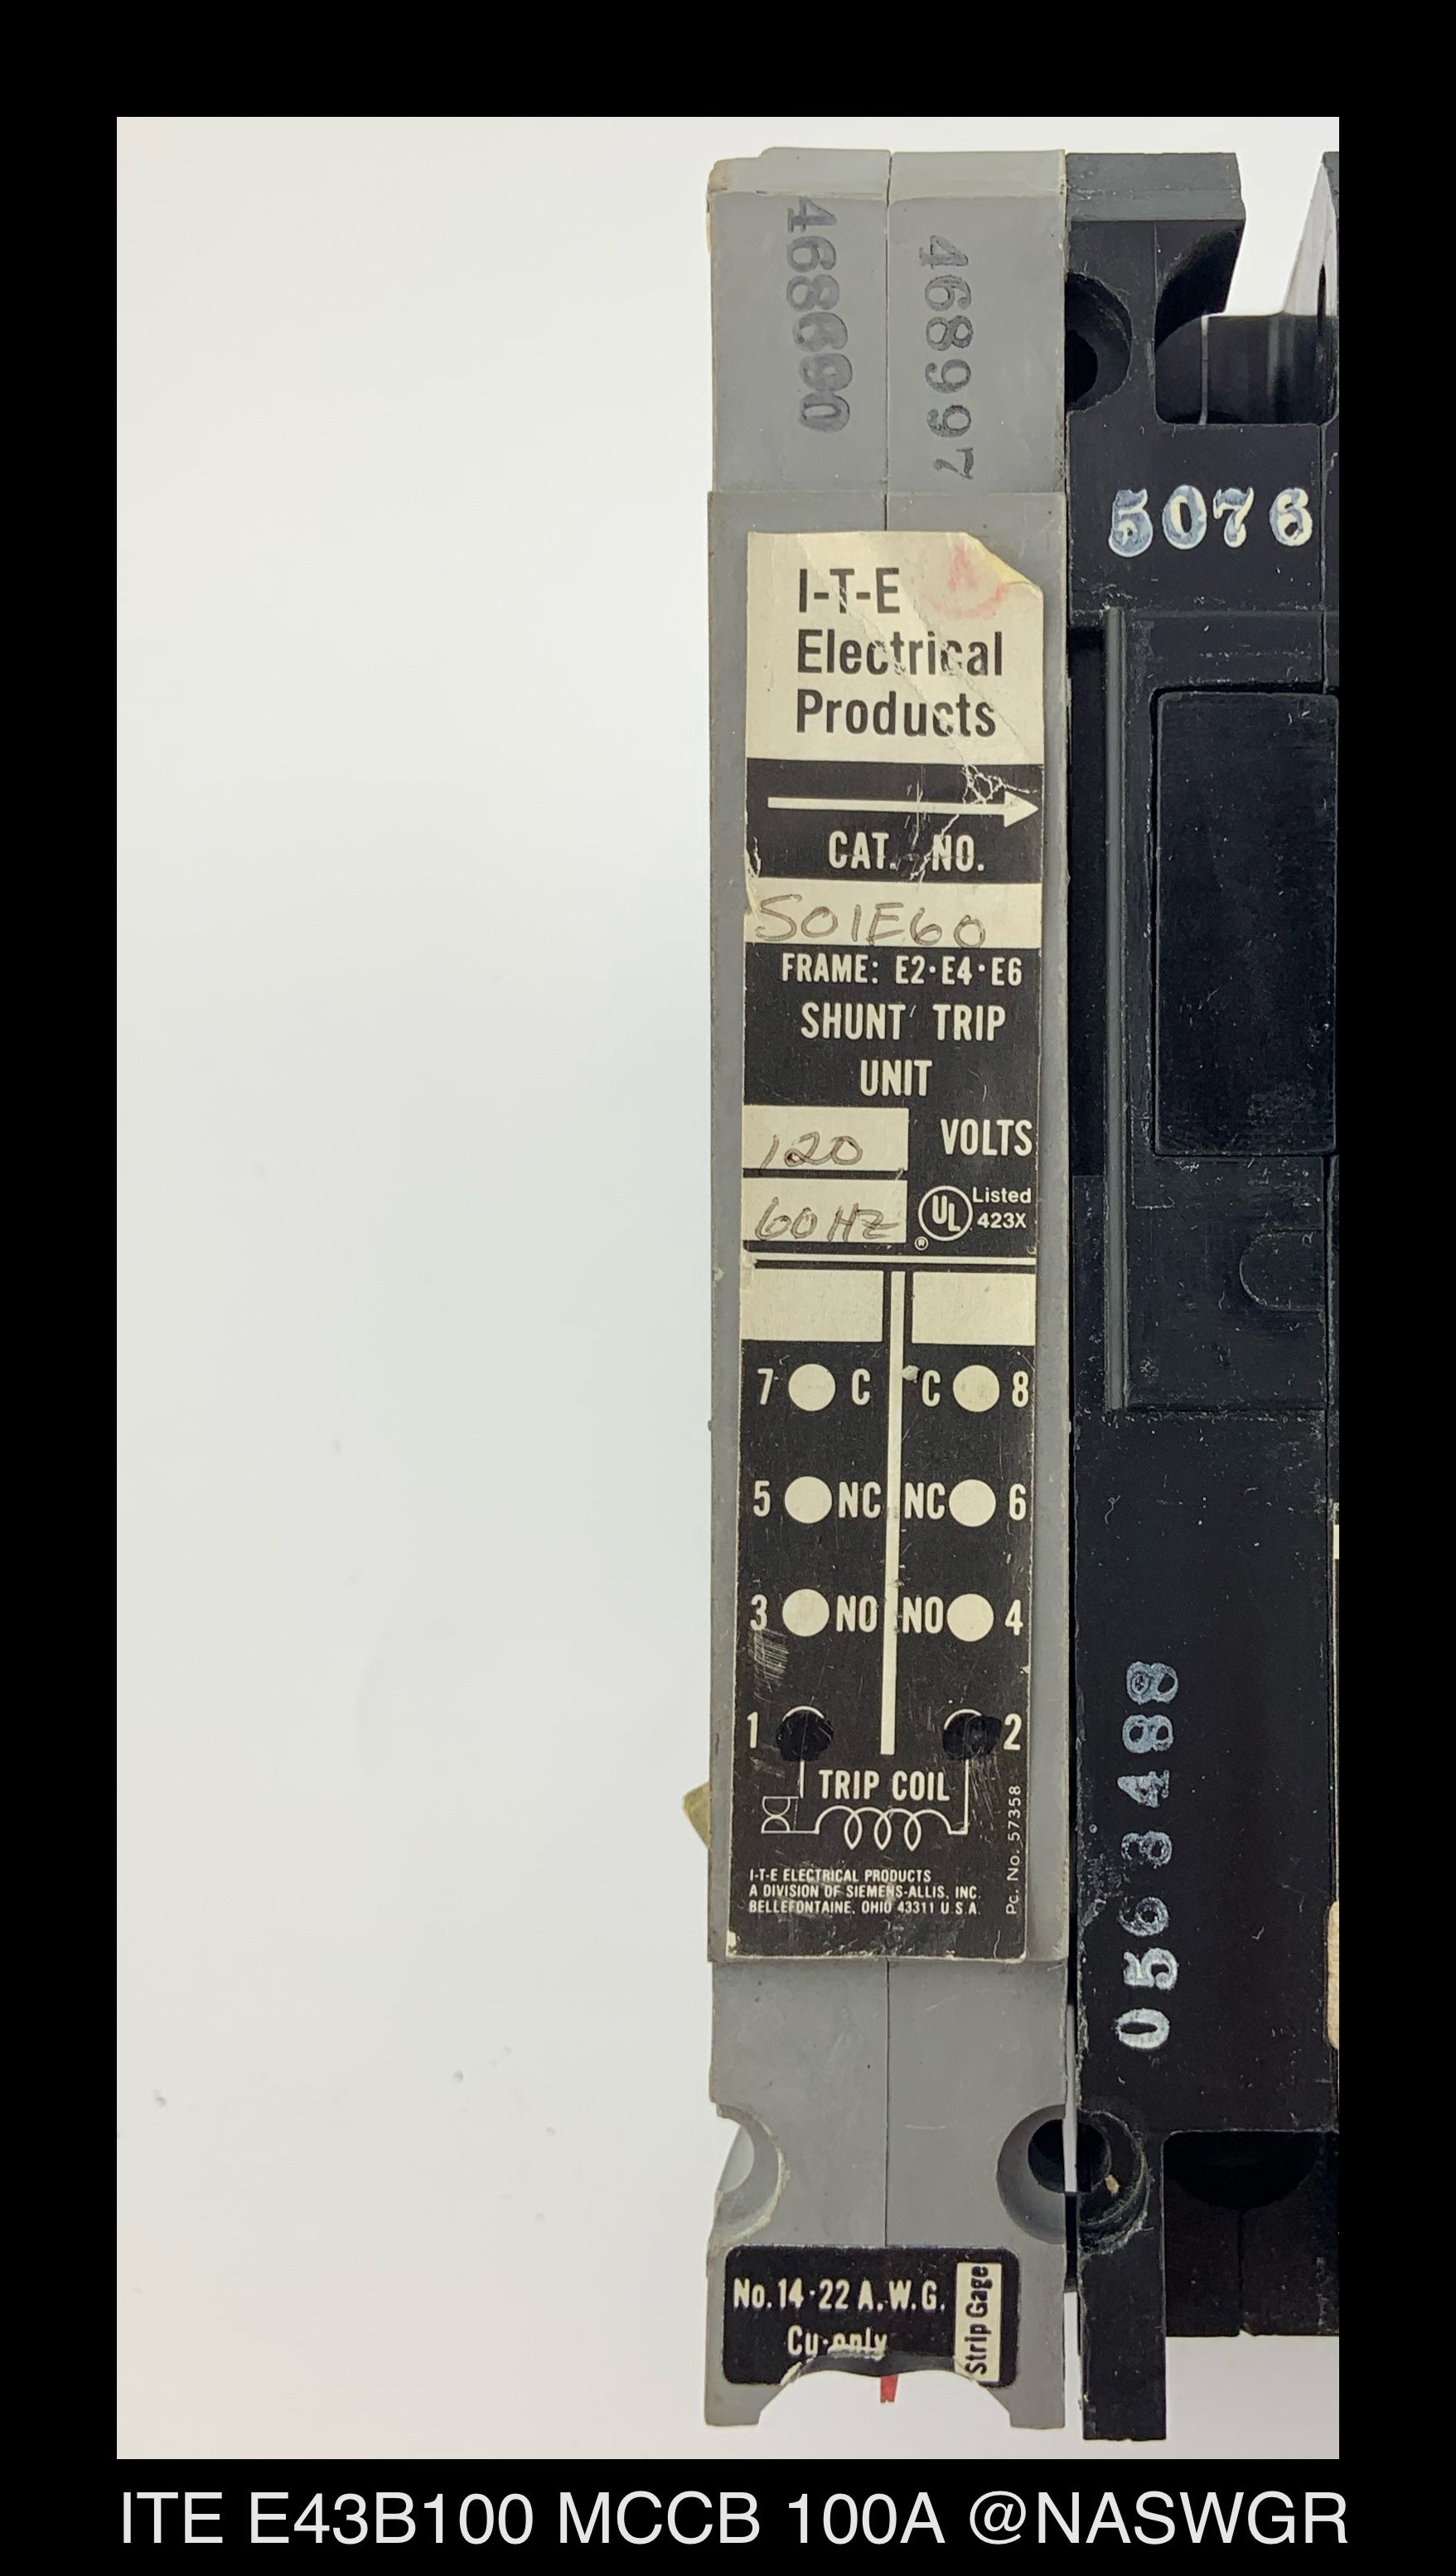 468690
468997
5076
I-T-E
Electrical
Products
CAT. NO.
S01E60
FRAME: E2·E4·E6
SHUNT TRIP
UNIT
120 VOLTS
60 HZ UL Listed
® 423X
7 C C 8
5 NC NC 6
3 NO NO 4
1 2
TRIP COIL
I-T-E ELECTRICAL PRODUCTS
A DIVISION OF SIEMENS-ALLIS, INC.
BELLEFONTAINE, OHIO 43311 U.S.A.
Pc. No. 57358
0563488
No. 14·22 A.W.G.
Cu·only
Strip Gage
ITE E43B100 MCCB 100A @NASWGR